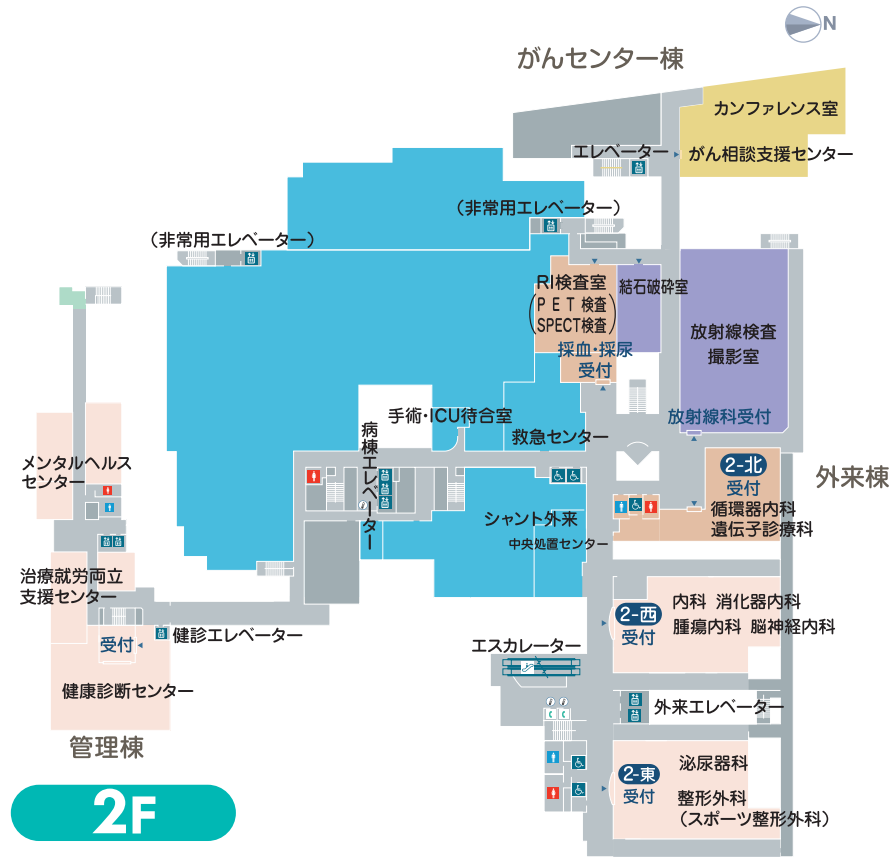 N
がんセンター棟
カンファレンス室
エレベーター
がん相談支援センター
(非常用エレベーター)
(非常用エレベーター)
RI検査室
(PET検査
SPECT検査)
結石破砕室
採血・採尿
受付
放射線検査
撮影室
手術・ICU待合室
放射線科受付
病棟エレベーター
救急センター
メンタルヘルス
センター
2-北
受付
外来棟
循環器内科
遺伝子診療科
シャント外来
中央処置センター
治療就労両立
支援センター
2-西
受付
内科 消化器内科
腫瘍内科 脳神経内科
健診エレベーター
受付
エスカレーター
健康診断センター
外来エレベーター
管理棟
2-東
受付
泌尿器科
整形外科
(スポーツ整形外科)
2F